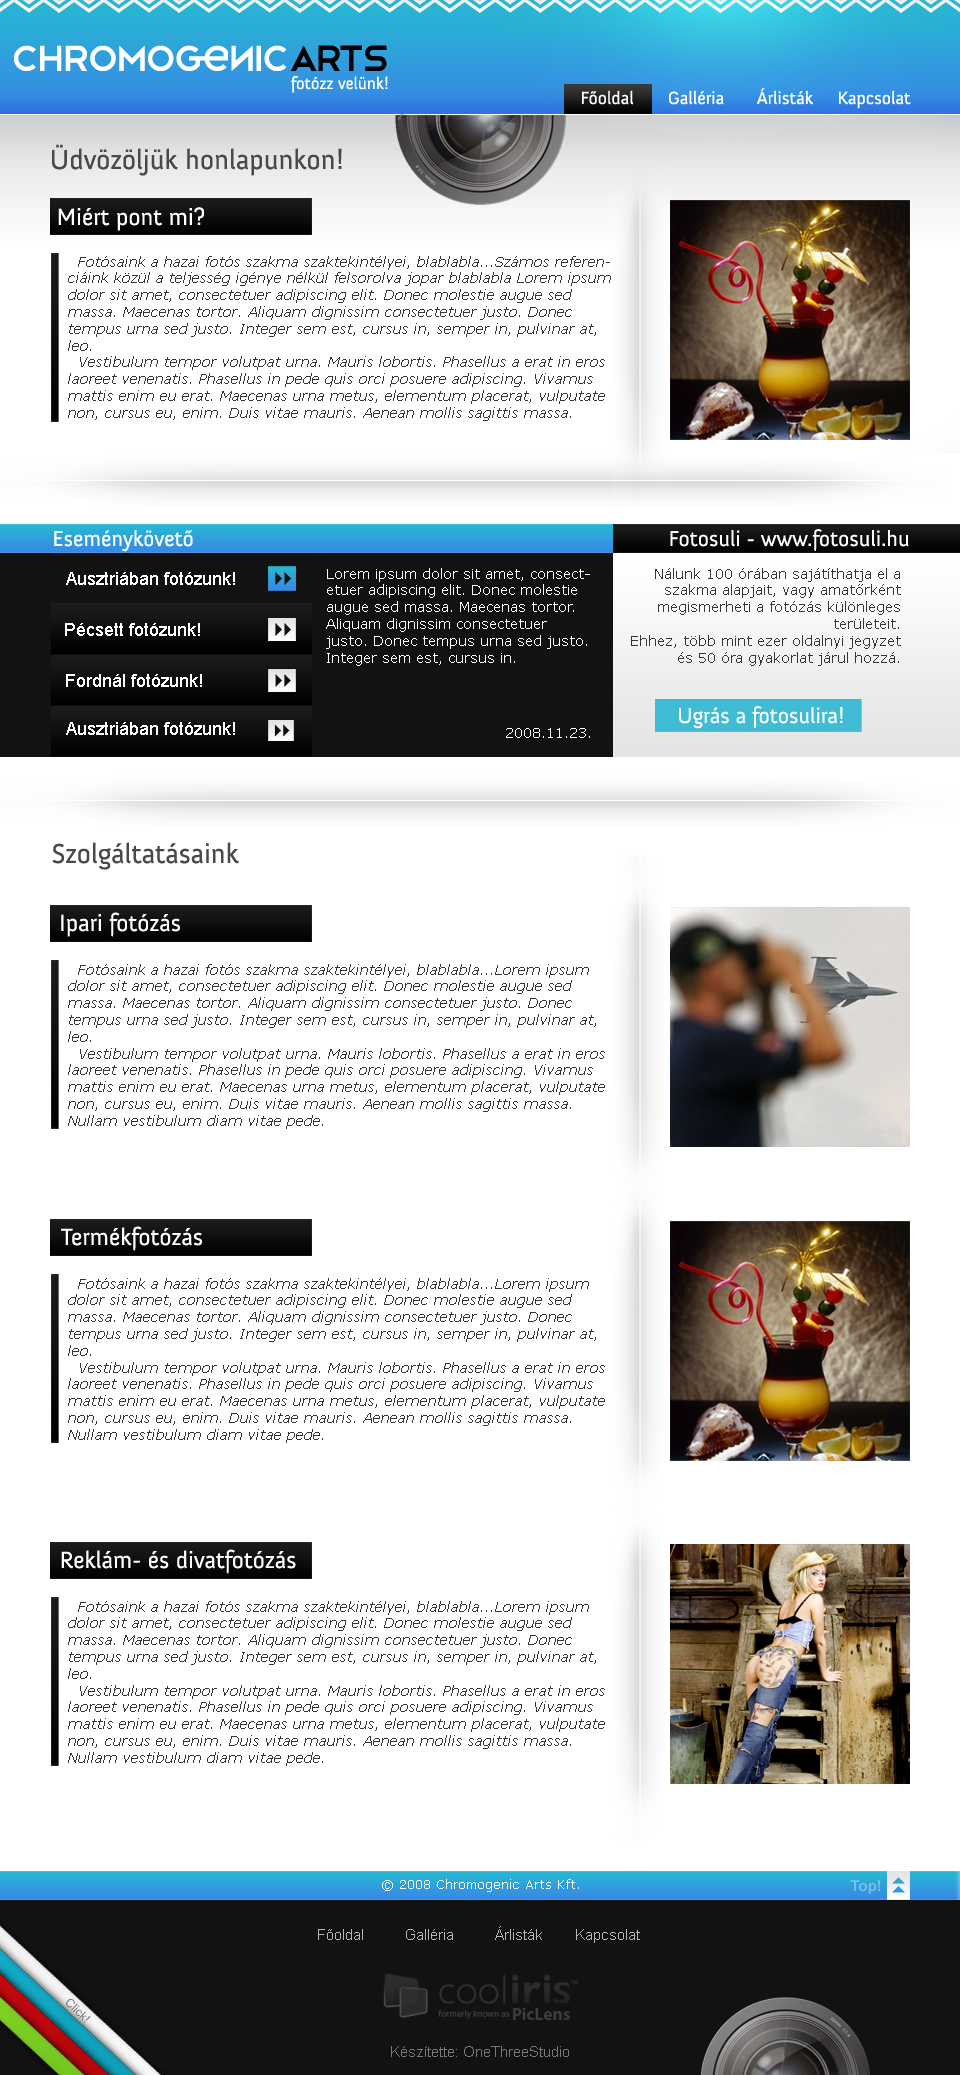 CHROMOGENIC ARTS
fotózz velünk!
Főoldal Galléria Árlisták Kapcsolat
Üdvözöljük honlapunkon!
Miért pont mi?
Fotósaink a hazai fotós szakma szaktekintélyei, blablabla...Számos referen-
ciáink közül a teljesség igénye nélkül felsorolva jopar blablabla Lorem ipsum
dolor sit amet, consectetuer adipiscing elit. Donec molestie augue sed
massa. Maecenas tortor. Aliquam dignissim consectetuer justo. Donec
tempus urna sed justo. Integer sem est, cursus in, semper in, pulvinar at,
leo.
Vestibulum tempor volutpat urna. Mauris lobortis. Phasellus a erat in eros
laoreet venenatis. Phasellus in pede quis orci posuere adipiscing. Vivamus
mattis enim eu erat. Maecenas urna metus, elementum placerat, vulputate
non, cursus eu, enim. Duis vitae mauris. Aenean mollis sagittis massa.
Eseménykövető
Ausztriában fotózunk!
Pécsett fotózunk!
Fordnál fotózunk!
Ausztriában fotózunk!
Lorem ipsum dolor sit amet, consect-
etuer adipiscing elit. Donec molestie
augue sed massa. Maecenas tortor.
Aliquam dignissim consectetuer
justo. Donec tempus urna sed justo.
Integer sem est, cursus in.
2008.11.23.
Fotosuli - www.fotosuli.hu
Nálunk 100 órában sajátíthatja el a
szakma alapjait, vagy amatőrként
megismerheti a fotózás különleges
területeit.
Ehhez, több mint ezer oldalnyi jegyzet
és 50 óra gyakorlat járul hozzá.
Ugrás a fotosulira!
Szolgáltatásaink
Ipari fotózás
Fotósaink a hazai fotós szakma szaktekintélyei, blablabla...Lorem ipsum
dolor sit amet, consectetuer adipiscing elit. Donec molestie augue sed
massa. Maecenas tortor. Aliquam dignissim consectetuer justo. Donec
tempus urna sed justo. Integer sem est, cursus in, semper in, pulvinar at,
leo.
Vestibulum tempor volutpat urna. Mauris lobortis. Phasellus a erat in eros
laoreet venenatis. Phasellus in pede quis orci posuere adipiscing. Vivamus
mattis enim eu erat. Maecenas urna metus, elementum placerat, vulputate
non, cursus eu, enim. Duis vitae mauris. Aenean mollis sagittis massa.
Nullam vestibulum diam vitae pede.
Termékfotózás
Fotósaink a hazai fotós szakma szaktekintélyei, blablabla...Lorem ipsum
dolor sit amet, consectetuer adipiscing elit. Donec molestie augue sed
massa. Maecenas tortor. Aliquam dignissim consectetuer justo. Donec
tempus urna sed justo. Integer sem est, cursus in, semper in, pulvinar at,
leo.
Vestibulum tempor volutpat urna. Mauris lobortis. Phasellus a erat in eros
laoreet venenatis. Phasellus in pede quis orci posuere adipiscing. Vivamus
mattis enim eu erat. Maecenas urna metus, elementum placerat, vulputate
non, cursus eu, enim. Duis vitae mauris. Aenean mollis sagittis massa.
Nullam vestibulum diam vitae pede.
Reklám- és divatfotózás
Fotósaink a hazai fotós szakma szaktekintélyei, blablabla...Lorem ipsum
dolor sit amet, consectetuer adipiscing elit. Donec molestie augue sed
massa. Maecenas tortor. Aliquam dignissim consectetuer justo. Donec
tempus urna sed justo. Integer sem est, cursus in, semper in, pulvinar at,
leo.
Vestibulum tempor volutpat urna. Mauris lobortis. Phasellus a erat in eros
laoreet venenatis. Phasellus in pede quis orci posuere adipiscing. Vivamus
mattis enim eu erat. Maecenas urna metus, elementum placerat, vulputate
non, cursus eu, enim. Duis vitae mauris. Aenean mollis sagittis massa.
Nullam vestibulum diam vitae pede.
© 2008 Chromogenic Arts Kft.
Top!
Főoldal Galléria Árlisták Kapcsolat
Click!
cooliris™
formerly known as PicLens
Készítette: OneThreeStudio